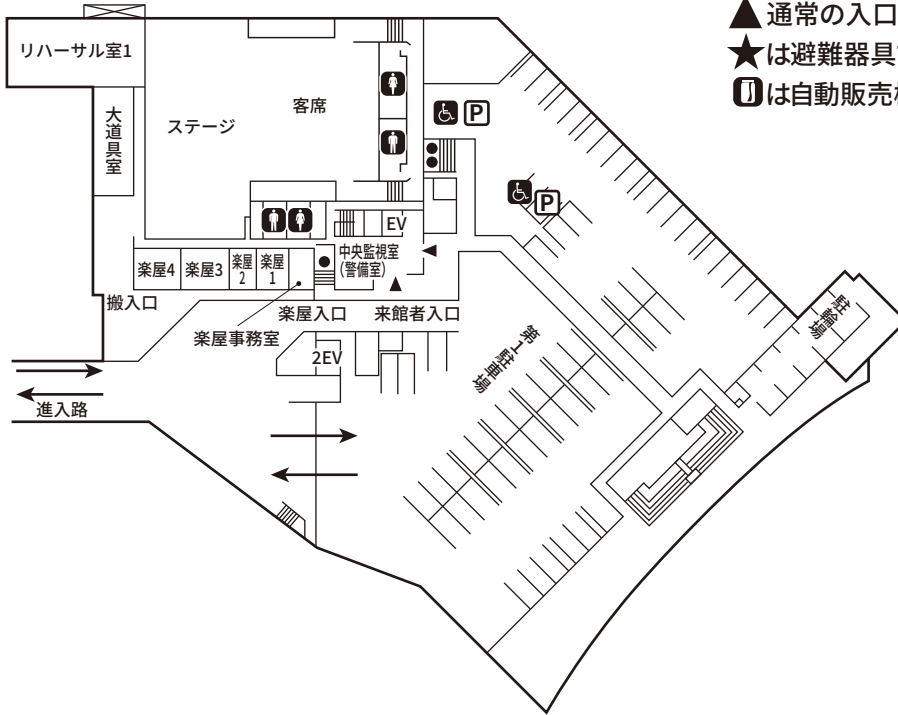 ▲通常の入口
★は避難器具
は自動販売
リハーサル室1
大道具室
ステージ
客席
P
P
EV
中央監視室
(警備室)
楽屋4
楽屋3
楽屋2
楽屋1
搬入口
楽屋入口
来館者入口
楽屋事務室
2EV
第1駐車場
駐輪場
進入路